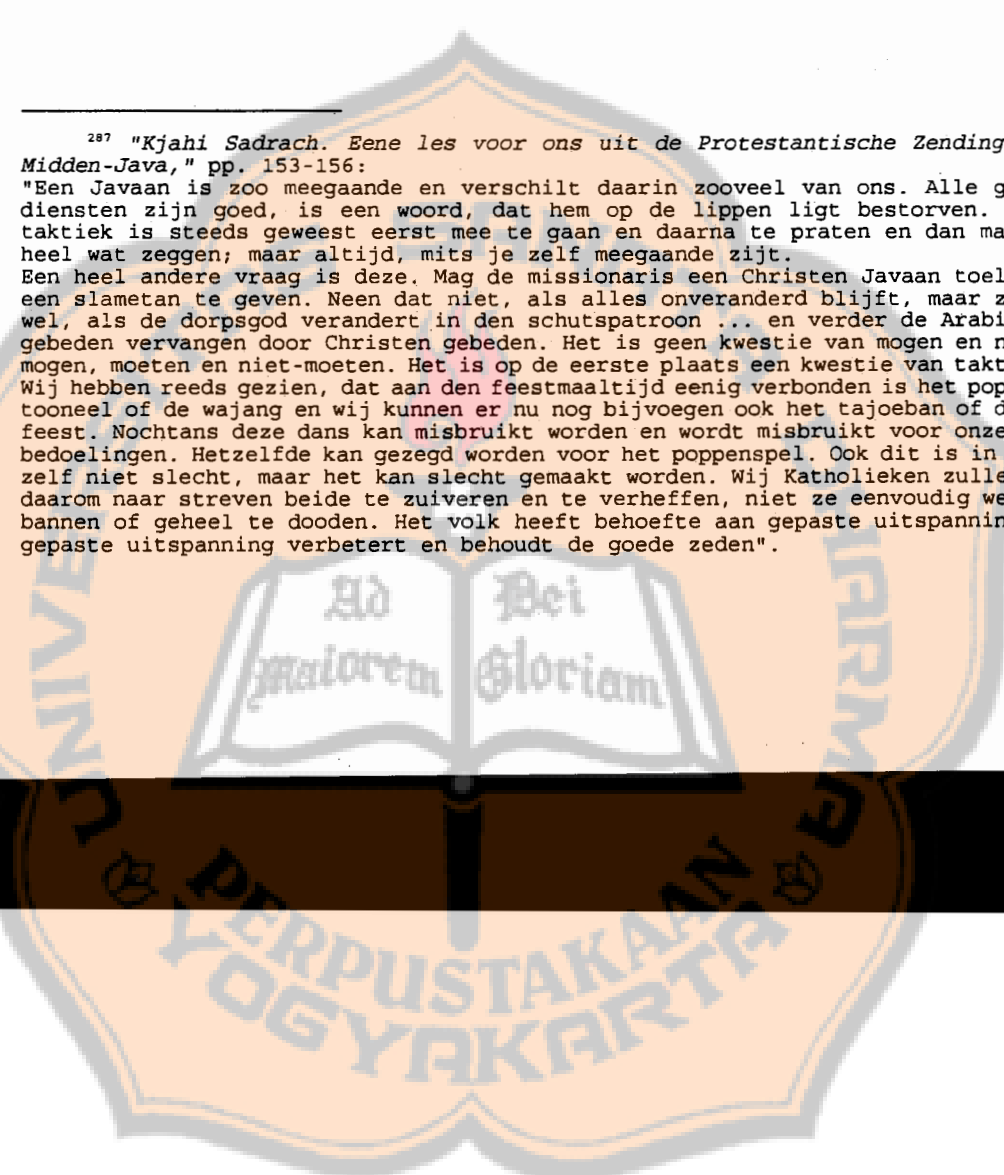 ²⁸⁷ "Kjahi Sadrach. Eene les voor ons uit de Protestantische Zending
Midden-Java," pp. 153-156:
"Een Javaan is zoo meegaande en verschilt daarin zooveel van ons. Alle g
diensten zijn goed, is een woord, dat hem op de lippen ligt bestorven.
taktiek is steeds geweest eerst mee te gaan en daarna te praten en dan ma
heel wat zeggen; maar altijd, mits je zelf meegaande zijt.
Een heel andere vraag is deze. Mag de missionaris een Christen Javaan toel
een slametan te geven. Neen dat niet, als alles onveranderd blijft, maar z
wel, als de dorpsgod verandert in den schutspatroon ... en verder de Arabi
gebeden vervangen door Christen gebeden. Het is geen kwestie van mogen en n
mogen, moeten en niet-moeten. Het is op de eerste plaats een kwestie van takt
Wij hebben reeds gezien, dat aan den feestmaaltijd eenig verbonden is het pop
tooneel of de wajang en wij kunnen er nu nog bijvoegen ook het tajoeban of d
feest. Nochtans deze dans kan misbruikt worden en wordt misbruikt voor onze
bedoelingen. Hetzelfde kan gezegd worden voor het poppenspel. Ook dit is in
zelf niet slecht, maar het kan slecht gemaakt worden. Wij Katholieken zulle
daarom naar streven beide te zuiveren en te verheffen, niet ze eenvoudig we
bannen of geheel te dooden. Het volk heeft behoefte aan gepaste uitspannin
gepaste uitspanning verbetert en behoudt de goede zeden".
UNIVERSITAS SANATA DHARMA
Ad maiorem
Dei Gloriam
PERPUSTAKAAN
YOGYAKARTA